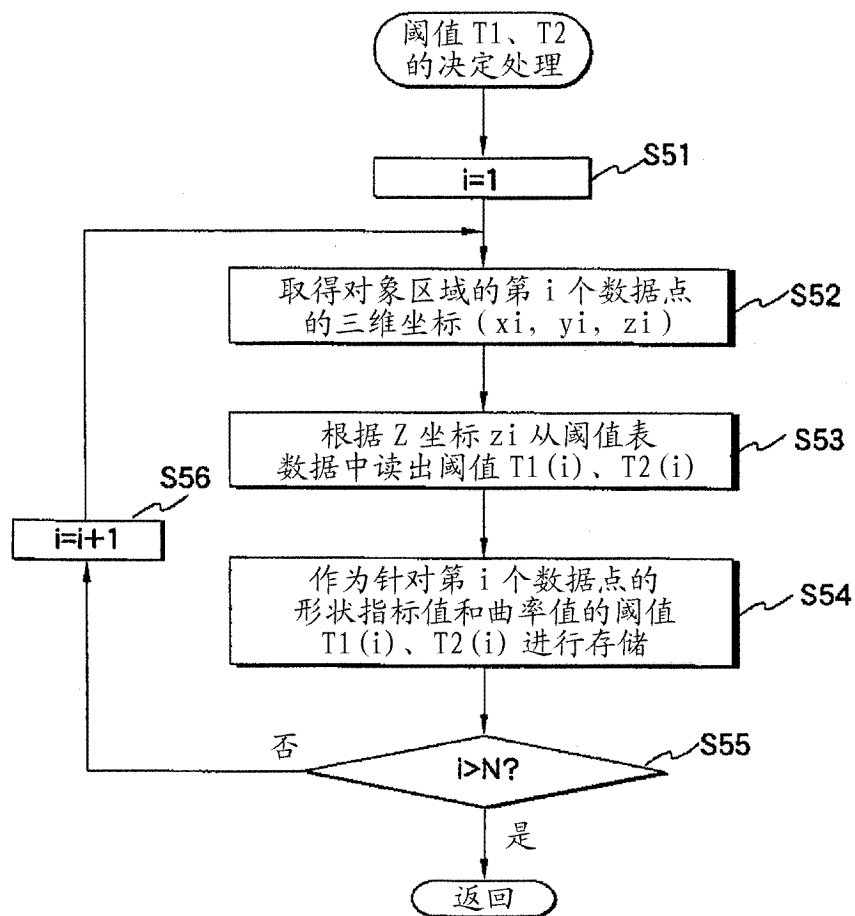 阈值 T1、T2
的决定处理
S51
i=1
取得对象区域的第 i 个数据点
的三维坐标 (xi, yi, zi)
S52
根据 Z 坐标 zi 从阈值表
数据中读出阈值 T1(i)、T2(i)
S53
S56
i=i+1
作为针对第 i 个数据点的
形状指标值和曲率值的阈值
T1(i)、T2(i) 进行存储
S54
否
i>N?
S55
是
返回